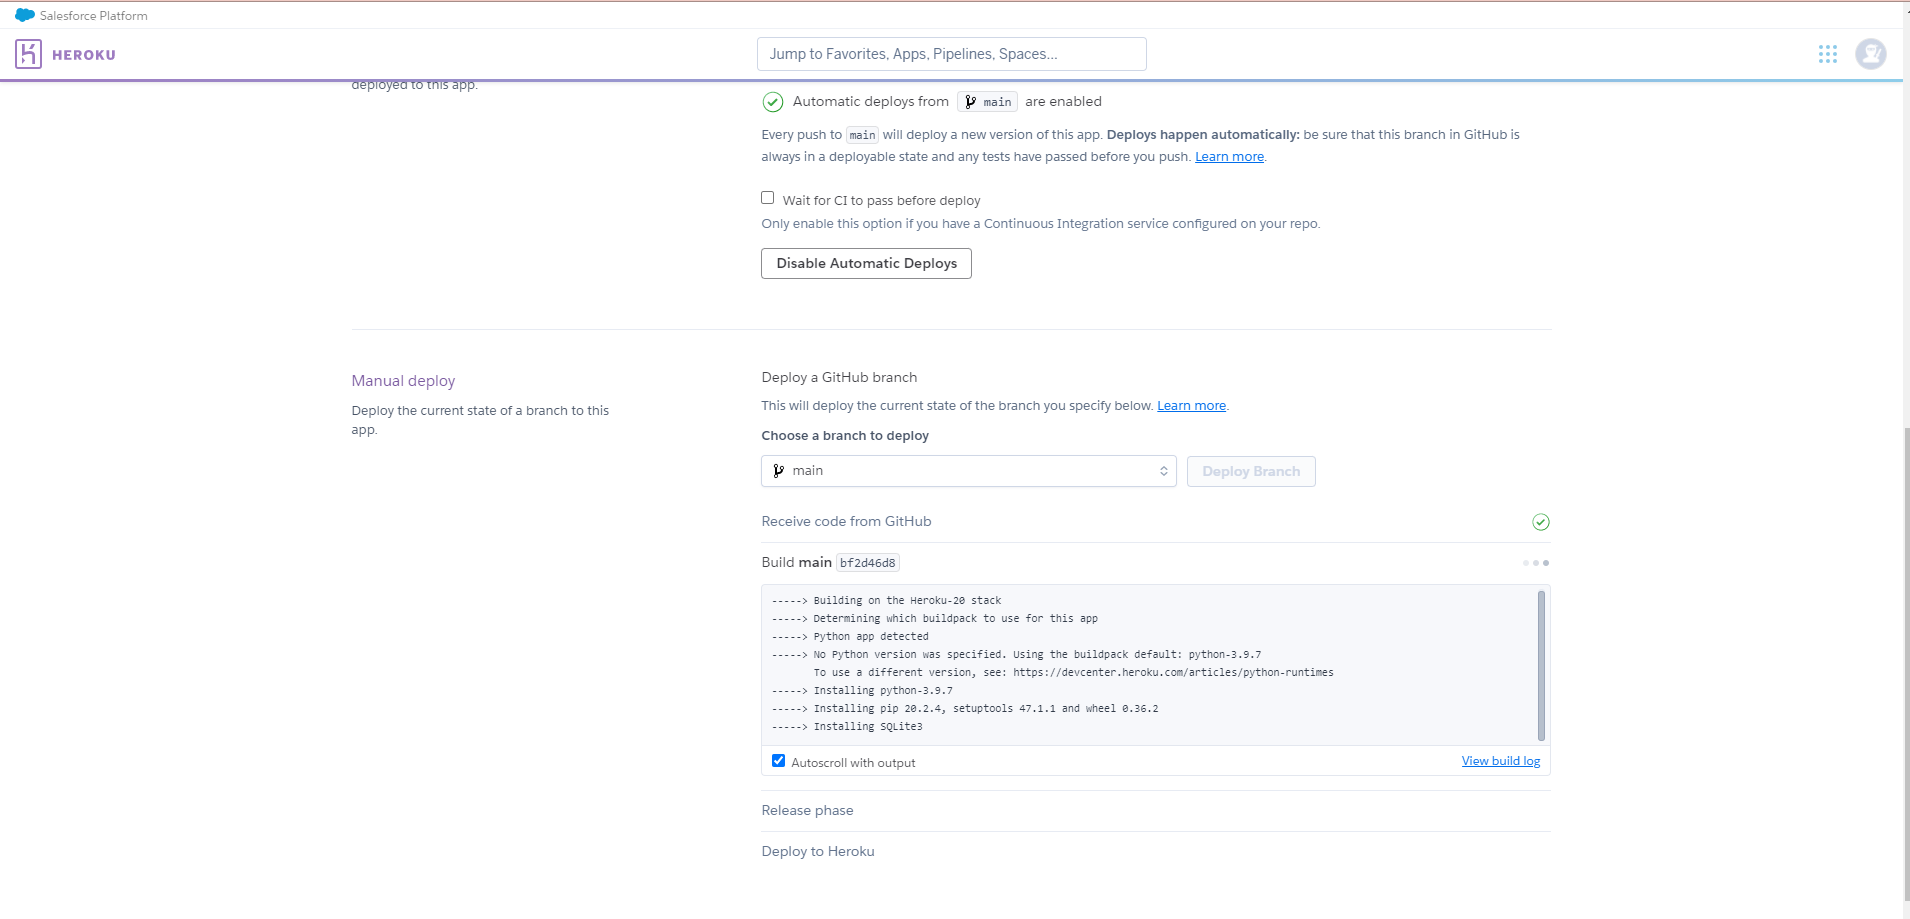 Salesforce Platform
HEROKU
Jump to Favorites, Apps, Pipelines, Spaces...
deployed to this app.
Automatic deploys from main are enabled
Every push to main will deploy a new version of this app. Deploys happen automatically: be sure that this branch in GitHub is
always in a deployable state and any tests have passed before you push. Learn more.
Wait for CI to pass before deploy
Only enable this option if you have a Continuous Integration service configured on your repo.
Disable Automatic Deploys
Manual deploy
Deploy the current state of a branch to this
app.
Deploy a GitHub branch
This will deploy the current state of the branch you specify below. Learn more.
Choose a branch to deploy
main
Deploy Branch
Receive code from GitHub
Build main bf2d46d8
-----> Building on the Heroku-20 stack
-----> Determining which buildpack to use for this app
-----> Python app detected
-----> No Python version was specified. Using the buildpack default: python-3.9.7
To use a different version, see: https://devcenter.heroku.com/articles/python-runtimes
-----> Installing python-3.9.7
-----> Installing pip 20.2.4, setuptools 47.1.1 and wheel 0.36.2
-----> Installing SQLite3
Autoscroll with output
View build log
Release phase
Deploy to Heroku